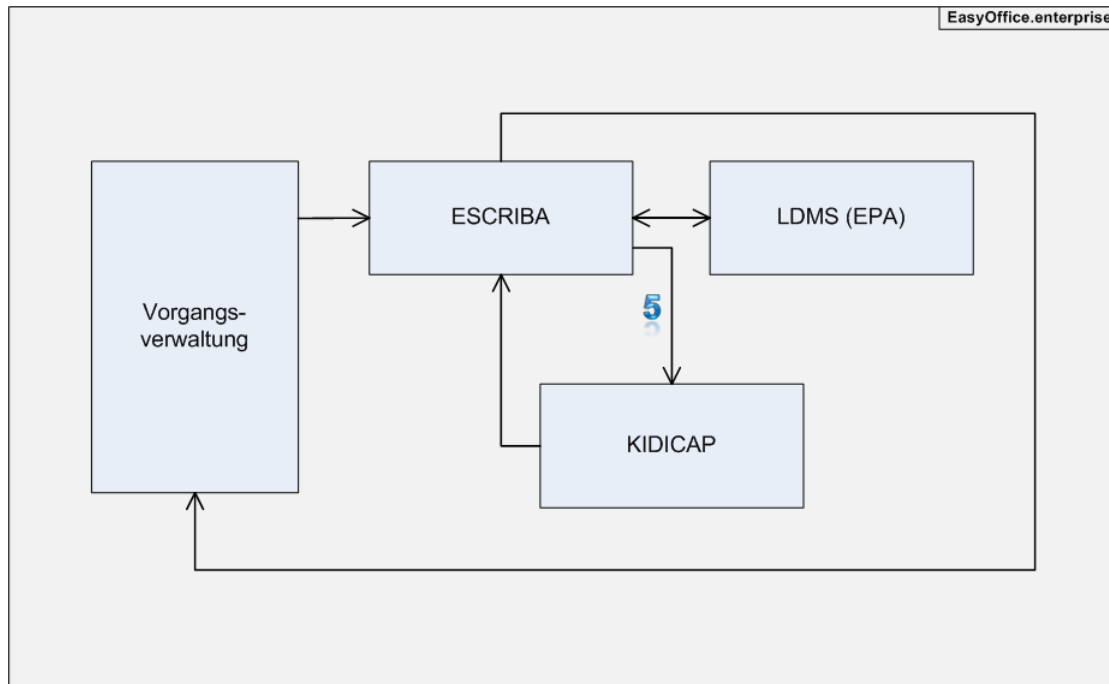 EasyOffice.enterprise
ESCRIBA
LDMS (EPA)
Vorgangs-
verwaltung
5
KIDICAP